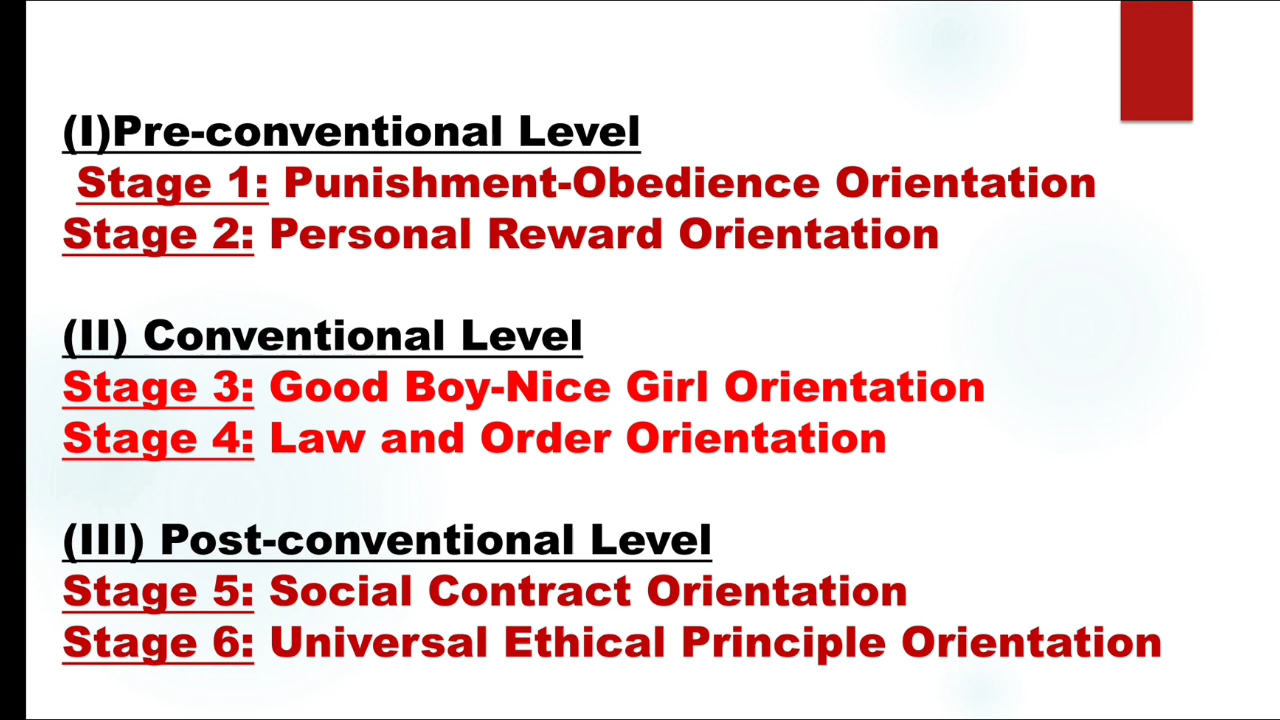 (I)Pre-conventional Level
Stage 1: Punishment-Obedience Orientation
Stage 2: Personal Reward Orientation
(II) Conventional Level
Stage 3: Good Boy-Nice Girl Orientation
Stage 4: Law and Order Orientation
(III) Post-conventional Level
Stage 5: Social Contract Orientation
Stage 6: Universal Ethical Principle Orientation